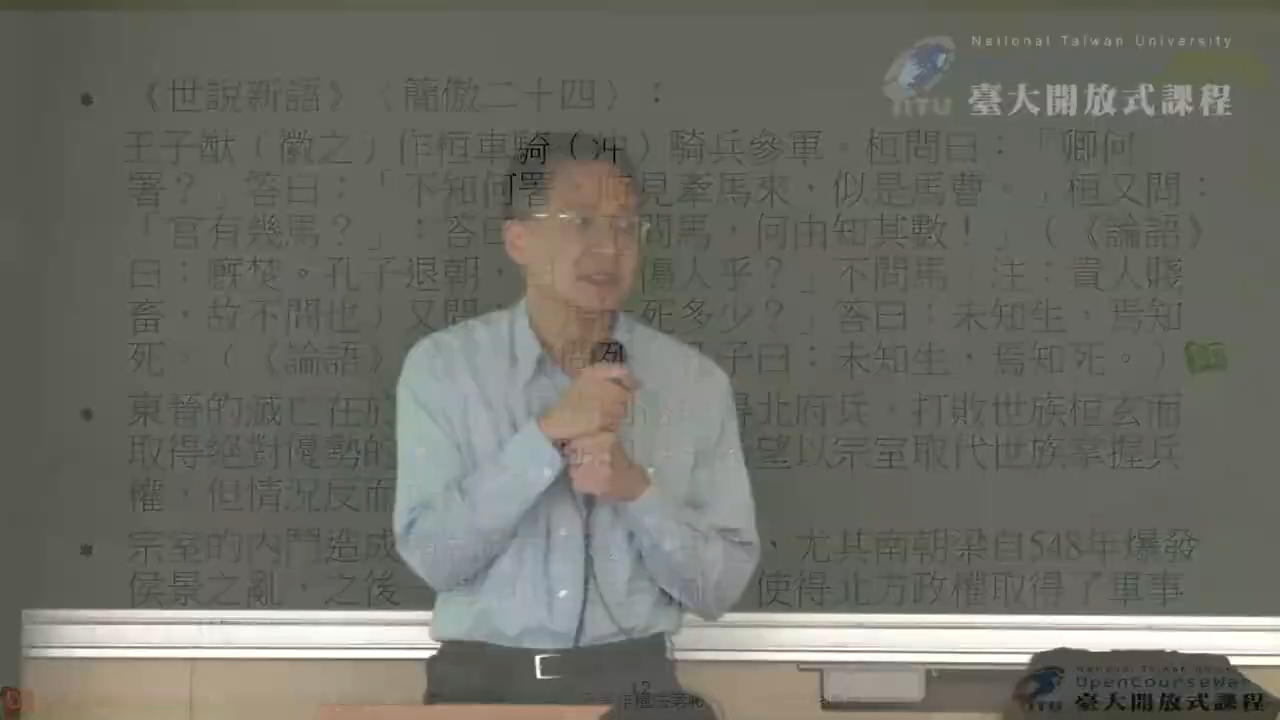 National Taiwan University
臺大開放式課程
NTU
• 《世說新語》〈簡傲二十四〉：
王子猷（徽之）作桓車騎（沖）騎兵參軍。桓問曰：「卿何
署？」答曰：「不知何署，時見牽馬來，似是馬曹。」桓又問：
「官有幾馬？」：答曰 問馬，何由知其數！」（《論語》
曰：廄焚。孔子退朝， 傷人乎？」不問馬 注：貴人賤
畜，故不問也）又問： 死多少？」答曰：未知生，焉知
死。（《論語》 子曰：未知生，焉知死。）
• 東晉的滅亡在於 得北府兵，打敗世族桓玄而
取得絕對優勢的 望以宗室取代世族掌握兵
權，但情況反而
• 宗室的內鬥造成 、尤其南朝梁自548年爆發
侯景之亂，之後 使得北方政權取得了軍事
12
National Taiwan University
OpenCourseWare
NTU 臺大開放式課程